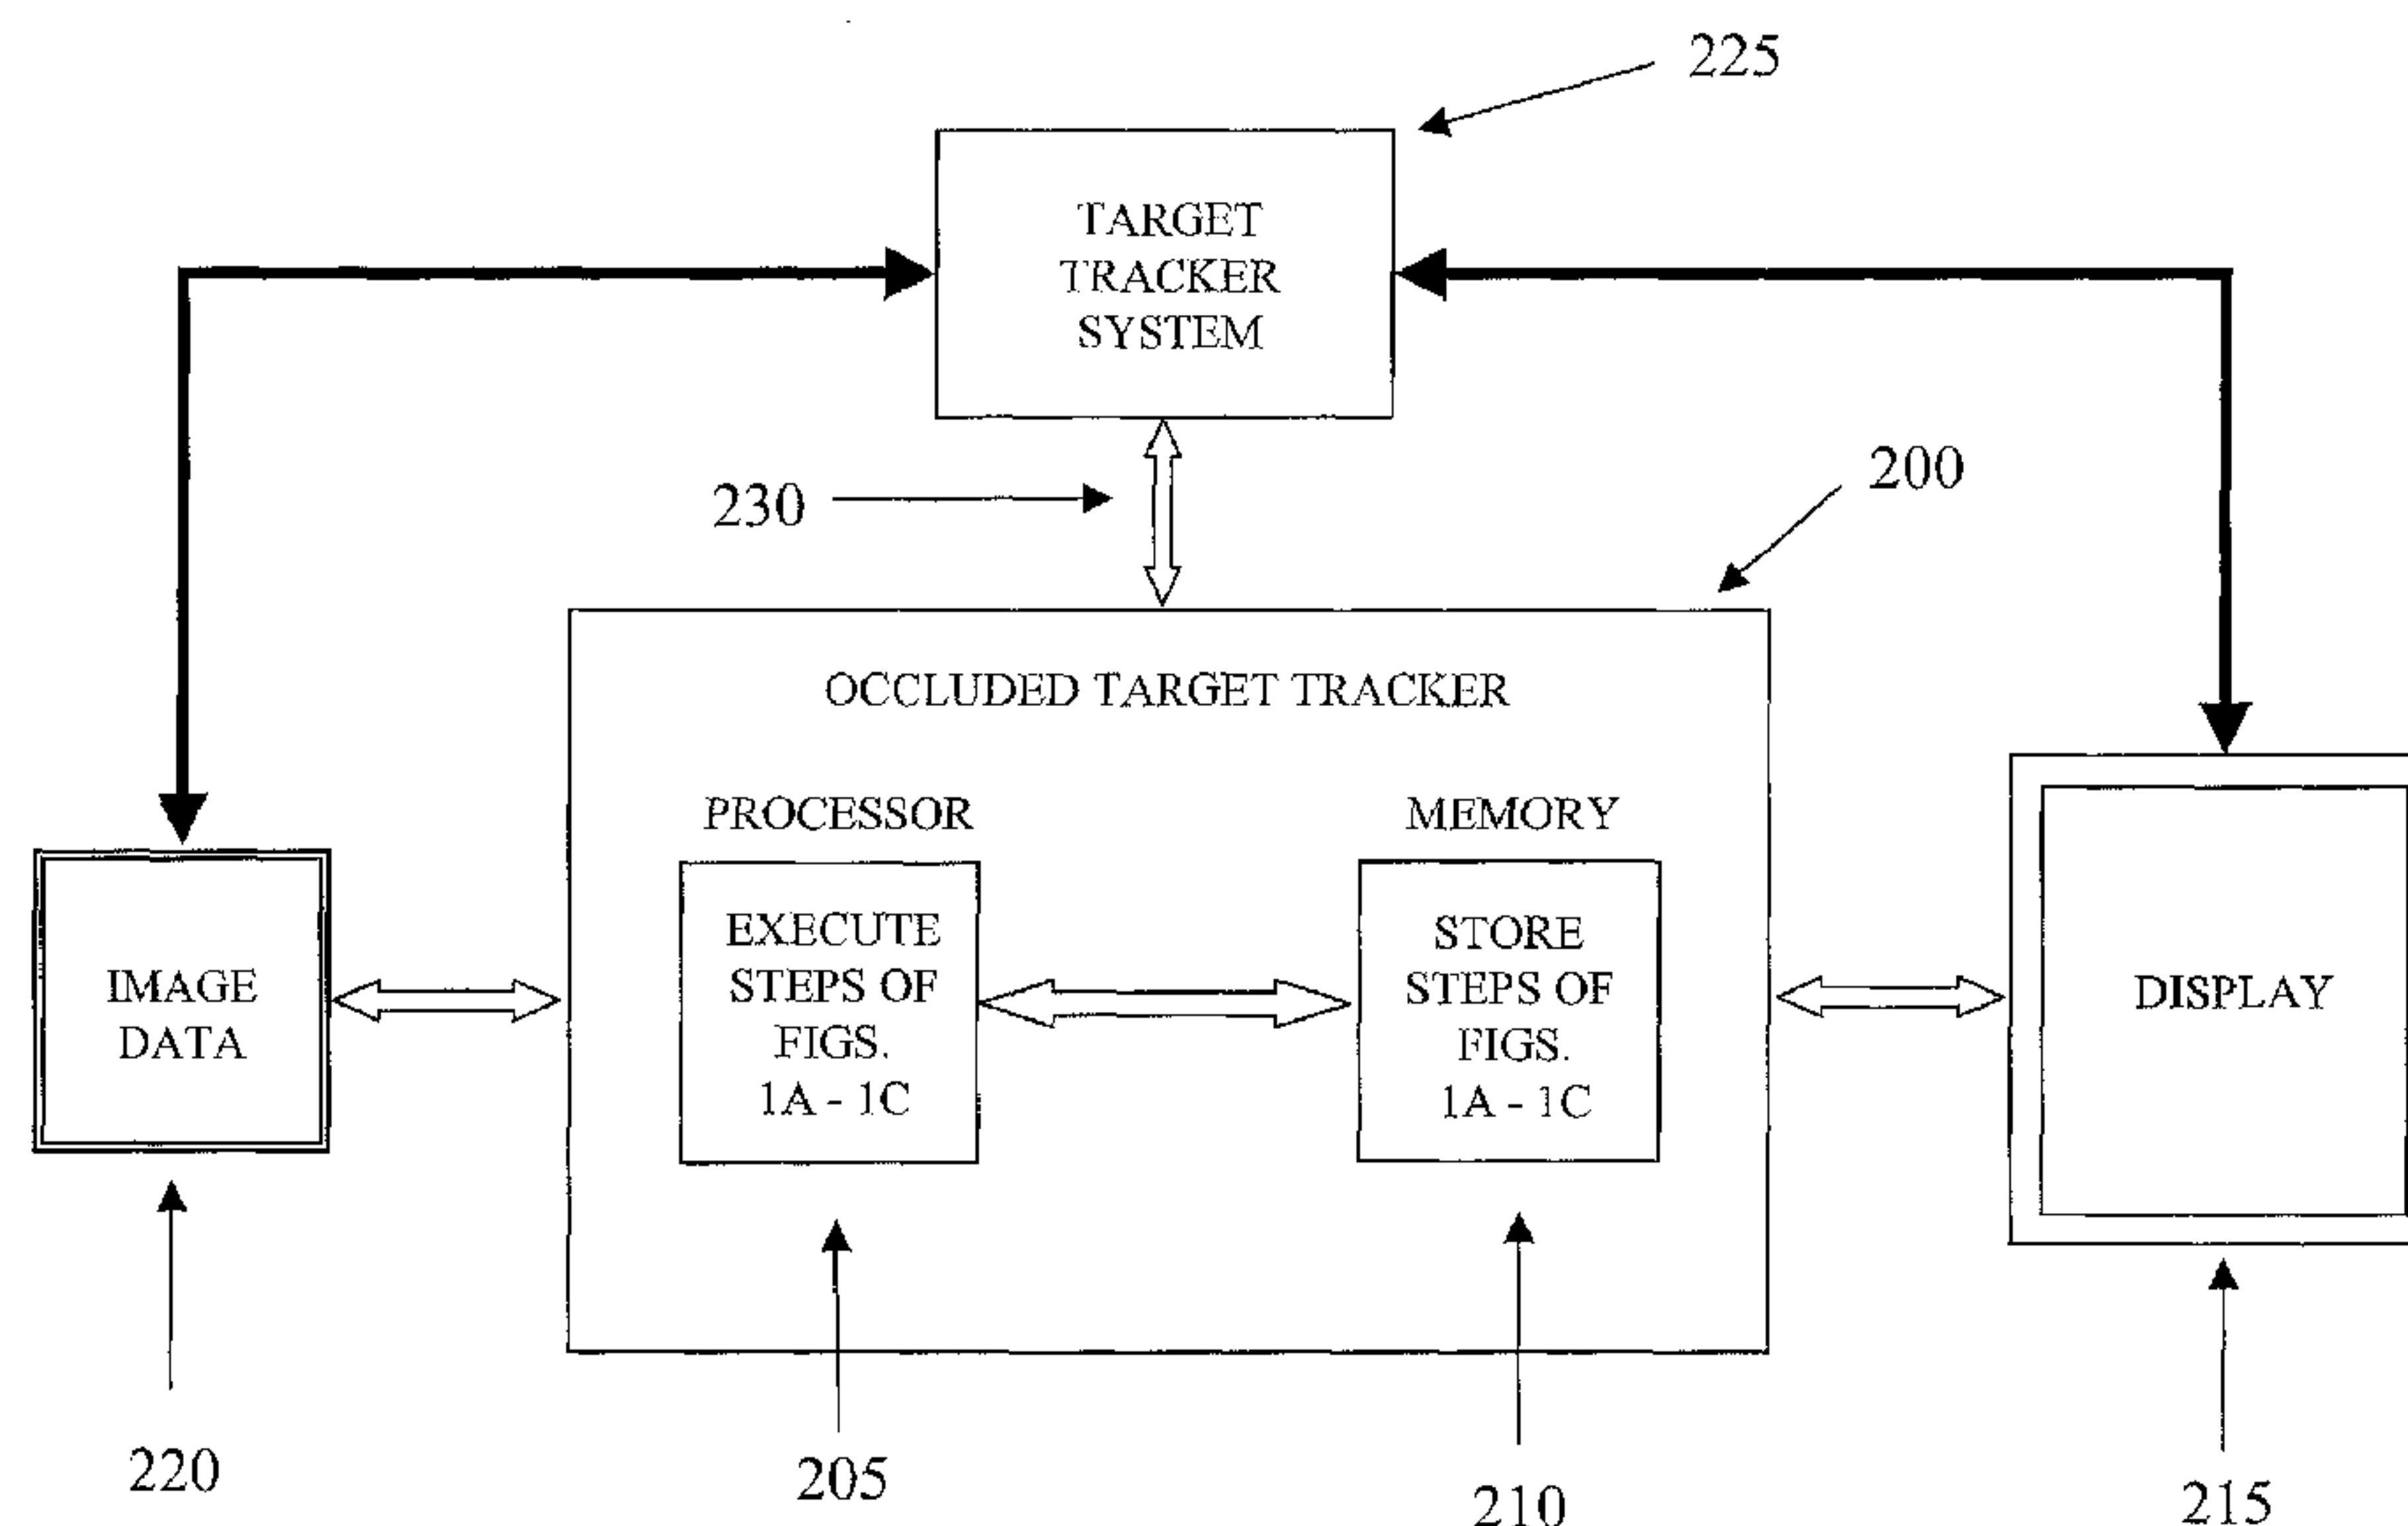 225
TARGET
TRACKER
SYSTEM
200
230
OCCLUDED TARGET TRACKER
PROCESSOR
MEMORY
EXECUTE
STEPS OF
FIGS.
1A - 1C
STORE
STEPS OF
FIGS.
1A - 1C
IMAGE
DATA
DISPLAY
220
205
210
215